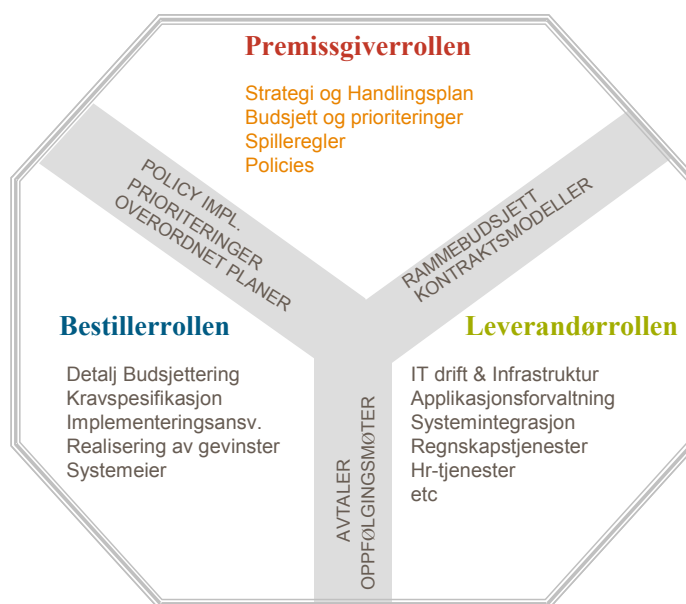 Premissgiverrollen
Strategi og Handlingsplan
Budsjett og prioriteringer
Spilleregler
Policies
POLICY IMPL.
PRIORITERINGER
OVERORDNET PLANER
RAMMEBUDSJETT
KONTRAKTSMODELLER
Bestillerrollen
Detalj Budsjettering
Kravspesifikasjon
Implementeringsansv.
Realisering av gevinster
Systemeier
Leverandørrollen
IT drift & Infrastruktur
Applikasjonsforvaltning
Systemintegrasjon
Regnskapstjenester
Hr-tjenester
etc
AVTALER
OPPFØLGINGSMØTER